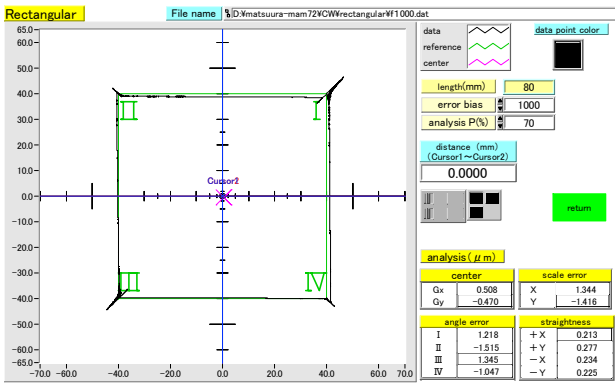 Rectangular
File name
D:¥matsuura-mam72¥CW¥rectangular¥f1000.dat
65.0
60.0
50.0
40.0
30.0
20.0
10.0
0.0
-10.0
-20.0
-30.0
-40.0
-50.0
-60.0
-65.0
-70.0 -60.0 -40.0 -20.0 0.0 20.0 40.0 60.0 70.0
II I
Cursor2
III IV
data
reference
center
data point color
length(mm) 80
error bias 1000
analysis P(%) 70
distance (mm)
(Cursor1~Cursor2)
0.0000
return
analysis(μm)
center
Gx 0.508
Gy -0.470
scale error
X 1.344
Y -1.416
angle error
I 1.218
II -1.515
III 1.345
IV -1.047
straightness
+X 0.213
+Y 0.277
-X 0.234
-Y 0.225